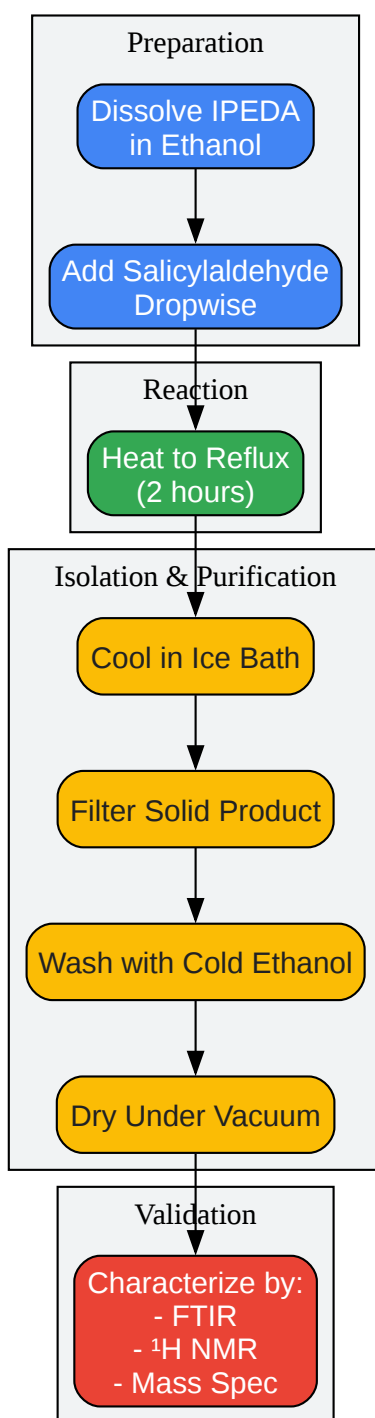 Preparation
Dissolve IPEDA
in Ethanol
Add Salicylaldehyde
Dropwise
Reaction
Heat to Reflux
(2 hours)
Isolation & Purification
Cool in Ice Bath
Filter Solid Product
Wash with Cold Ethanol
Dry Under Vacuum
Validation
Characterize by:
- FTIR
- ¹H NMR
- Mass Spec